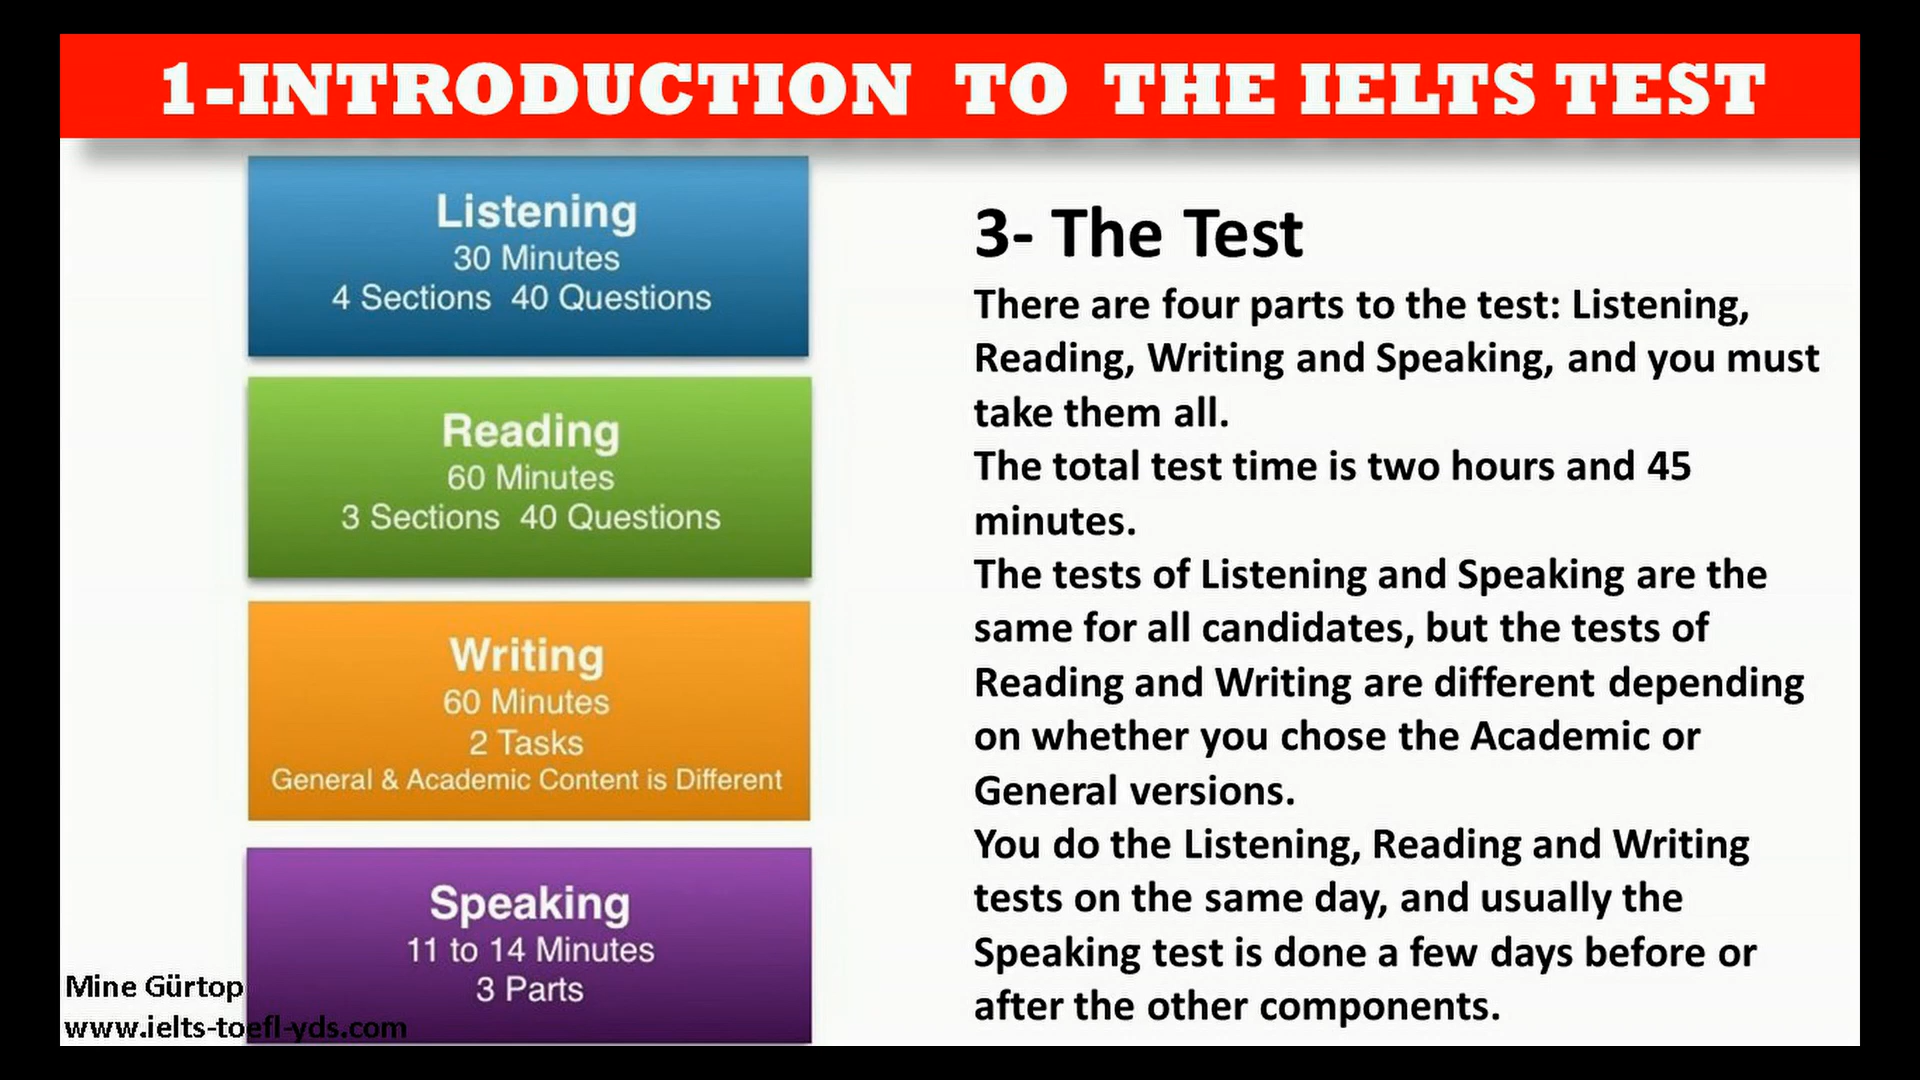 1-INTRODUCTION TO THE IELTS TEST
Listening
30 Minutes
4 Sections 40 Questions
Reading
60 Minutes
3 Sections 40 Questions
Writing
60 Minutes
2 Tasks
General & Academic Content is Different
Speaking
11 to 14 Minutes
3 Parts
Mine Gürtop
www.ielts-toefl-yds.com
3- The Test
There are four parts to the test: Listening,
Reading, Writing and Speaking, and you must
take them all.
The total test time is two hours and 45
minutes.
The tests of Listening and Speaking are the
same for all candidates, but the tests of
Reading and Writing are different depending
on whether you chose the Academic or
General versions.
You do the Listening, Reading and Writing
tests on the same day, and usually the
Speaking test is done a few days before or
after the other components.